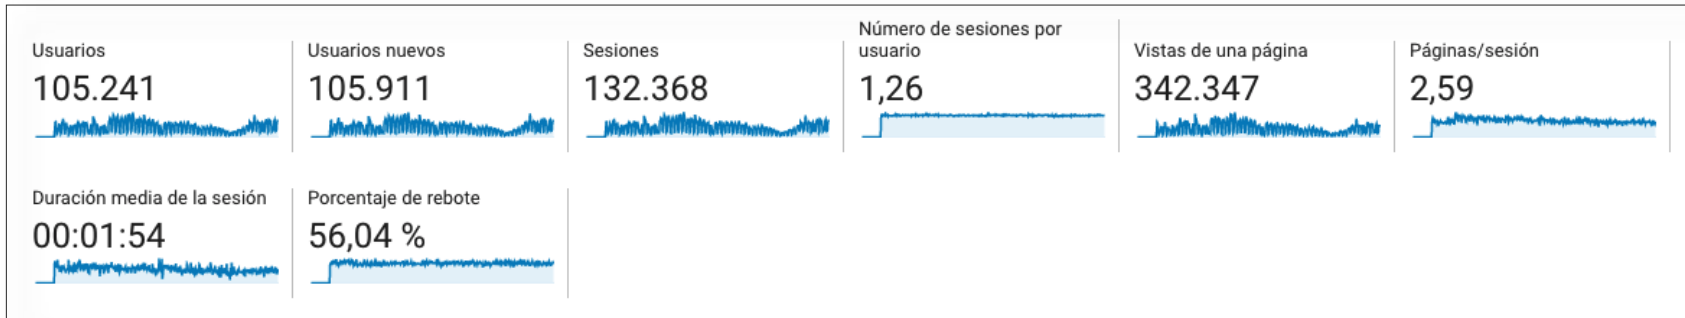 Usuarios
105.241
Usuarios nuevos
105.911
Sesiones
132.368
Número de sesiones por
usuario
1,26
Vistas de una página
342.347
Páginas/sesión
2,59
Duración media de la sesión
00:01:54
Porcentaje de rebote
56,04 %